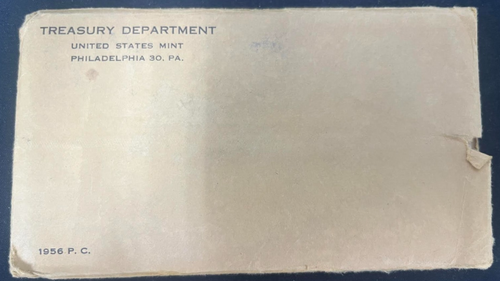 TREASURY DEPARTMENT
UNITED STATES MINT
PHILADELPHIA 30, PA.
1956 P. C.